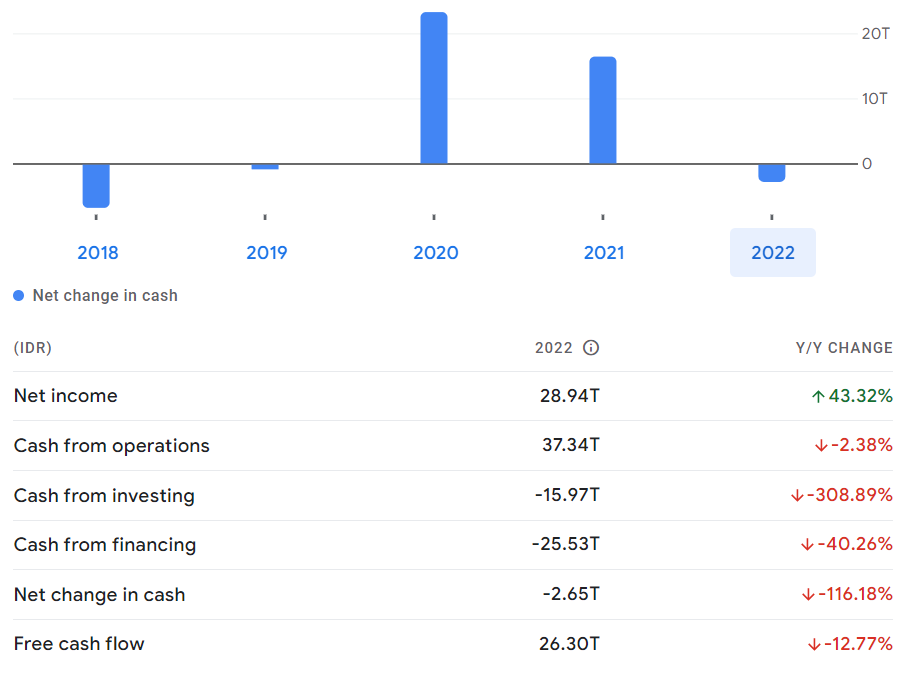 20T
10T
0
2018 2019 2020 2021 2022
Net change in cash
(IDR) 2022 Y/Y CHANGE
Net income 28.94T ↑43.32%
Cash from operations 37.34T ↓-2.38%
Cash from investing -15.97T ↓-308.89%
Cash from financing -25.53T ↓-40.26%
Net change in cash -2.65T ↓-116.18%
Free cash flow 26.30T ↓-12.77%